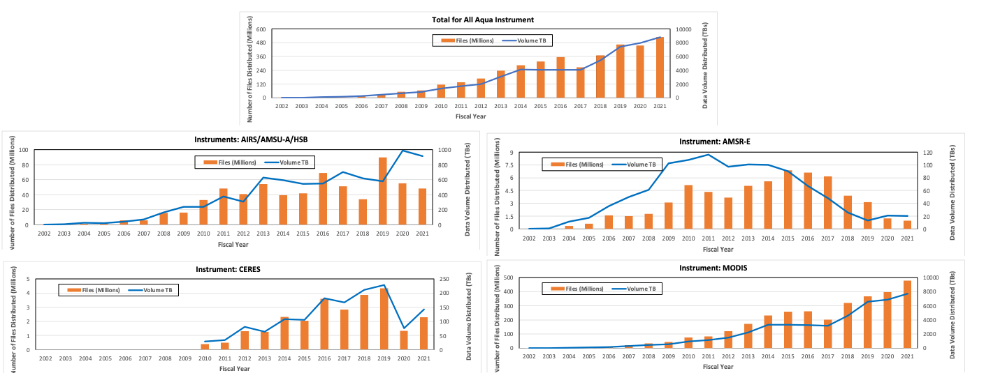 Total for All Aqua Instrument
Number of Files Distributed (Millions)
Data Volume Distributed (TBs)
Files (Millions) Volume TB
600 10000
480 8000
360 6000
240 4000
120 2000
0 0
2002 2003 2004 2005 2006 2007 2008 2009 2010 2011 2012 2013 2014 2015 2016 2017 2018 2019 2020 2021
Fiscal Year
Instruments: AIRS/AMSU-A/HSB
Number of Files Distributed (Millions)
Data Volume Distributed (TBs)
Files (Millions) Volume TB
100 1000
80 800
60 600
40 400
20 200
0 0
2002 2003 2004 2005 2006 2007 2008 2009 2010 2011 2012 2013 2014 2015 2016 2017 2018 2019 2020 2021
Fiscal Year
Instrument: AMSR-E
Number of Files Distributed (Millions)
Data Volume Distributed (TBs)
Files (Millions) Volume TB
9 120
7.5 100
6 80
4.5 60
3 40
1.5 20
0 0
2002 2003 2004 2005 2006 2007 2008 2009 2010 2011 2012 2013 2014 2015 2016 2017 2018 2019 2020 2021
Fiscal Year
Instrument: CERES
Number of Files Distributed (Millions)
Data Volume Distributed (TBs)
Files (Millions) Volume TB
5 250
4 200
3 150
2 100
1 50
0 0
2002 2003 2004 2005 2006 2007 2008 2009 2010 2011 2012 2013 2014 2015 2016 2017 2018 2019 2020 2021
Fiscal Year
Instrument: MODIS
Number of Files Distributed (Millions)
Data Volume Distributed (TBs)
Files (Millions) Volume TB
500 10000
400 8000
300 6000
200 4000
100 2000
0 0
2002 2003 2004 2005 2006 2007 2008 2009 2010 2011 2012 2013 2014 2015 2016 2017 2018 2019 2020 2021
Fiscal Year